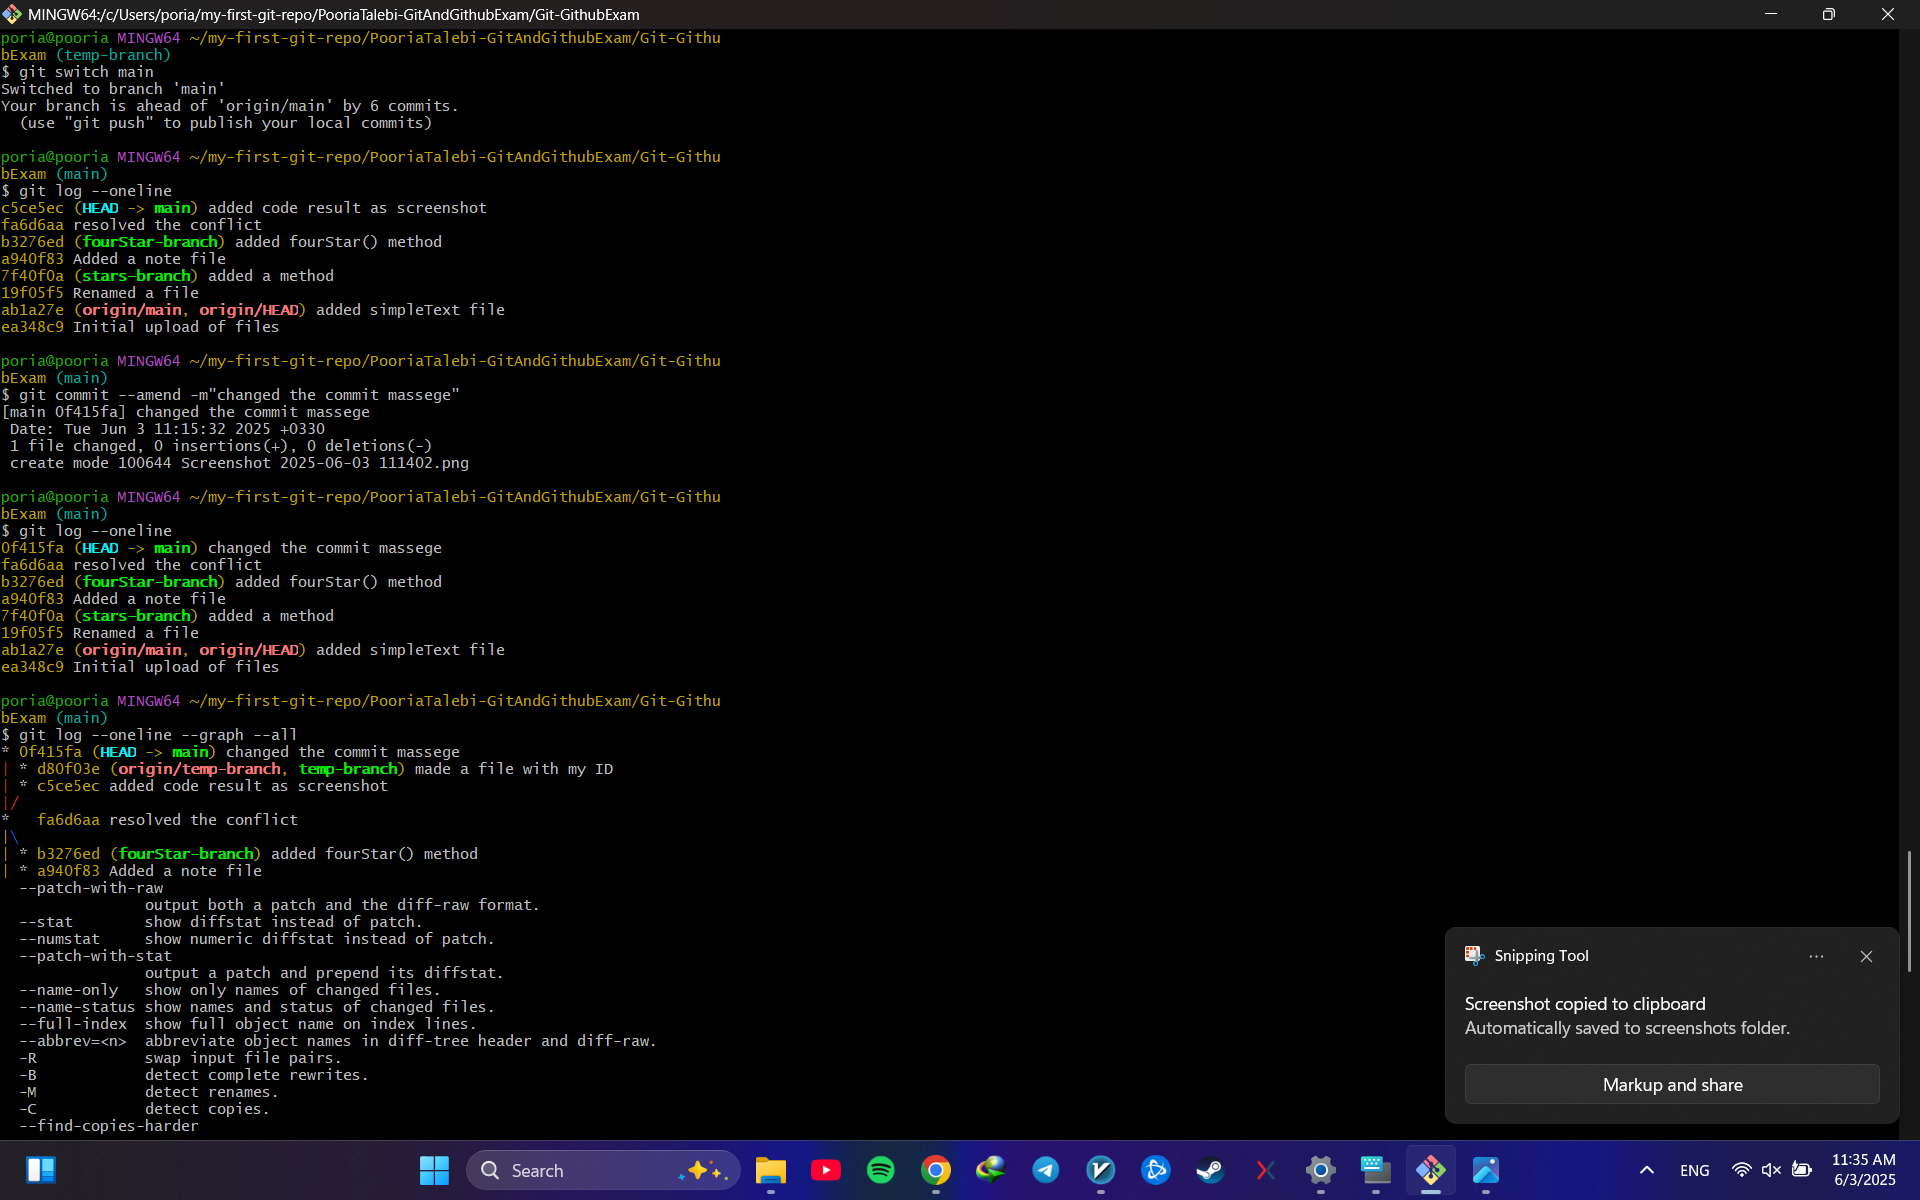 MINGW64:/c/Users/poria/my-first-git-repo/PooriaTalebi-GitAndGithubExam/Git-GithubExam
poria@pooria MINGW64 ~/my-first-git-repo/PooriaTalebi-GitAndGithubExam/Git-Githu
bExam (temp-branch)
$ git switch main
Switched to branch 'main'
Your branch is ahead of 'origin/main' by 6 commits.
  (use "git push" to publish your local commits)
poria@pooria MINGW64 ~/my-first-git-repo/PooriaTalebi-GitAndGithubExam/Git-Githu
bExam (main)
$ git log --oneline
c5ce5ec (HEAD -> main) added code result as screenshot
fa6d6aa resolved the conflict
b3276ed (fourStar-branch) added fourStar() method
a940f83 Added a note file
7f40f0a (stars-branch) added a method
19f05f5 Renamed a file
ab1a27e (origin/main, origin/HEAD) added simpleText file
ea348c9 Initial upload of files
poria@pooria MINGW64 ~/my-first-git-repo/PooriaTalebi-GitAndGithubExam/Git-Githu
bExam (main)
$ git commit --amend -m"changed the commit massege"
[main 0f415fa] changed the commit massege
 Date: Tue Jun 3 11:15:32 2025 +0330
 1 file changed, 0 insertions(+), 0 deletions(-)
 create mode 100644 Screenshot 2025-06-03 111402.png
poria@pooria MINGW64 ~/my-first-git-repo/PooriaTalebi-GitAndGithubExam/Git-Githu
bExam (main)
$ git log --oneline
0f415fa (HEAD -> main) changed the commit massege
fa6d6aa resolved the conflict
b3276ed (fourStar-branch) added fourStar() method
a940f83 Added a note file
7f40f0a (stars-branch) added a method
19f05f5 Renamed a file
ab1a27e (origin/main, origin/HEAD) added simpleText file
ea348c9 Initial upload of files
poria@pooria MINGW64 ~/my-first-git-repo/PooriaTalebi-GitAndGithubExam/Git-Githu
bExam (main)
$ git log --oneline --graph --all
* 0f415fa (HEAD -> main) changed the commit massege
| * d80f03e (origin/temp-branch, temp-branch) made a file with my ID
| * c5ce5ec added code result as screenshot
|/
*   fa6d6aa resolved the conflict
|\
| * b3276ed (fourStar-branch) added fourStar() method
| * a940f83 Added a note file
  --patch-with-raw
                output both a patch and the diff-raw format.
  --stat        show diffstat instead of patch.
  --numstat     show numeric diffstat instead of patch.
  --patch-with-stat
                output a patch and prepend its diffstat.
  --name-only   show only names of changed files.
  --name-status show names and status of changed files.
  --full-index  show full object name on index lines.
  --abbrev=<n>  abbreviate object names in diff-tree header and diff-raw.
  -R            swap input file pairs.
  -B            detect complete rewrites.
  -M            detect renames.
  -C            detect copies.
  --find-copies-harder
Snipping Tool
Screenshot copied to clipboard
Automatically saved to screenshots folder.
Markup and share
Search
ENG
11:35 AM
6/3/2025